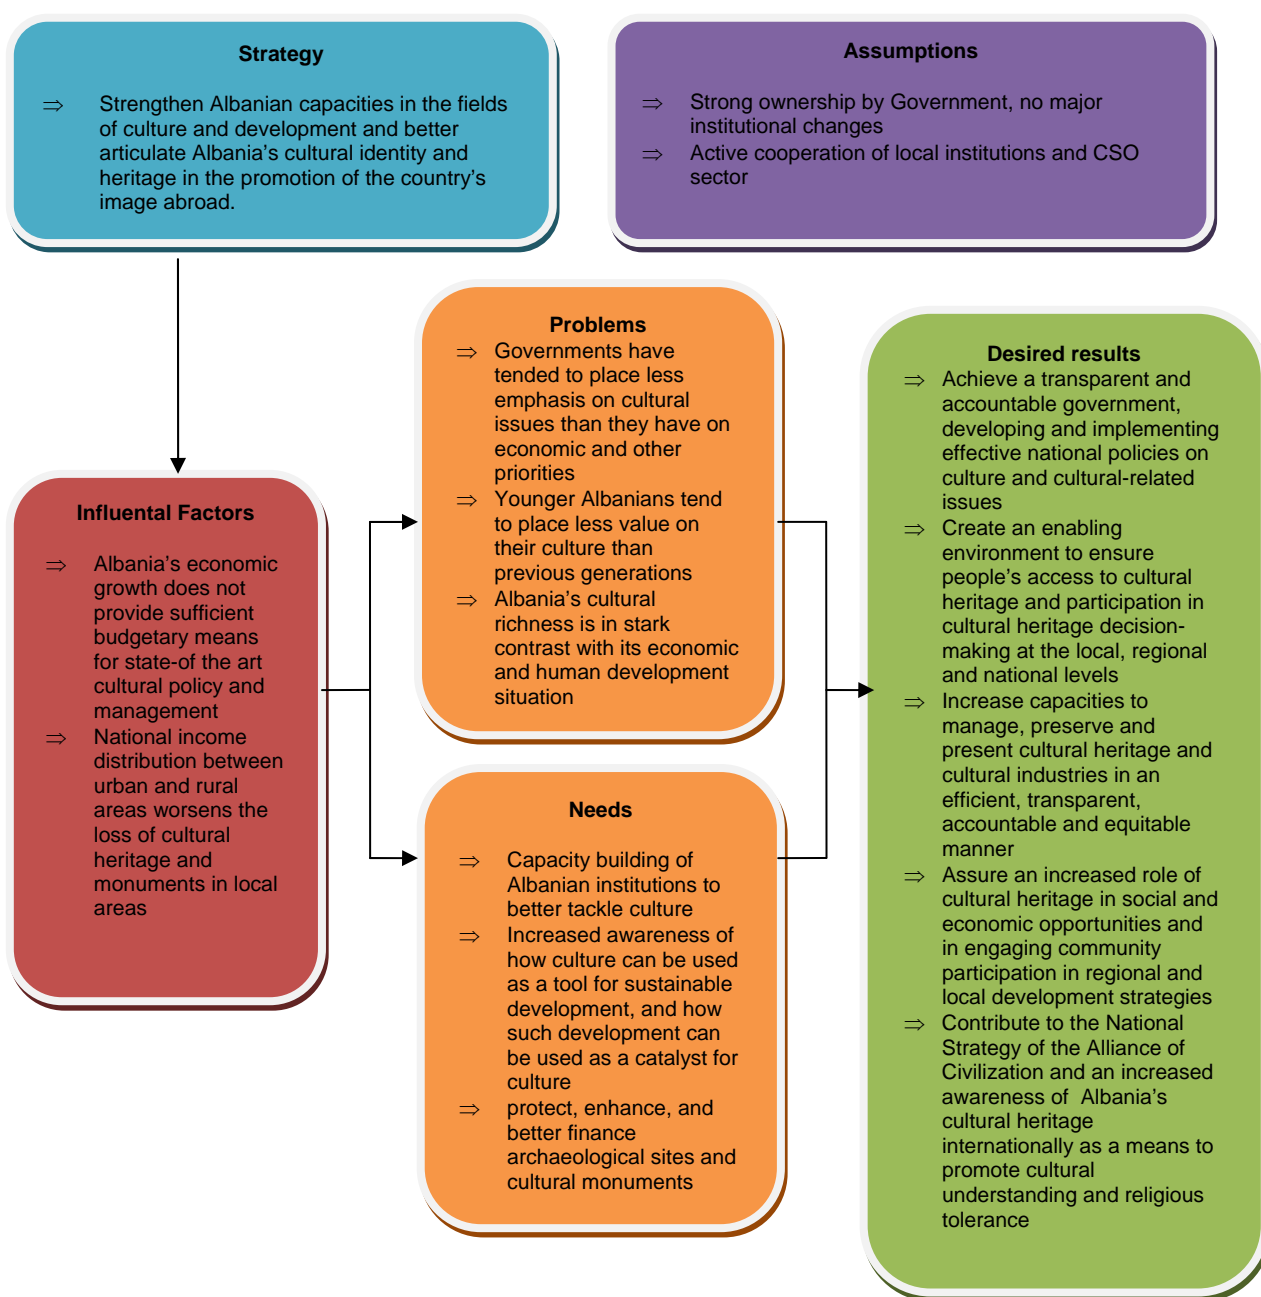 Strategy
⇒ Strengthen Albanian capacities in the fields
of culture and development and better
articulate Albania’s cultural identity and
heritage in the promotion of the country’s
image abroad.
Assumptions
⇒ Strong ownership by Government, no major
institutional changes
⇒ Active cooperation of local institutions and CSO
sector
Influental Factors
⇒ Albania’s economic
growth does not
provide sufficient
budgetary means
for state-of the art
cultural policy and
management
⇒ National income
distribution between
urban and rural
areas worsens the
loss of cultural
heritage and
monuments in local
areas
Problems
⇒ Governments have
tended to place less
emphasis on cultural
issues than they have on
economic and other
priorities
⇒ Younger Albanians tend
to place less value on
their culture than
previous generations
⇒ Albania’s cultural
richness is in stark
contrast with its economic
and human development
situation
Needs
⇒ Capacity building of
Albanian institutions to
better tackle culture
⇒ Increased awareness of
how culture can be used
as a tool for sustainable
development, and how
such development can
be used as a catalyst for
culture
⇒ protect, enhance, and
better finance
archaeological sites and
cultural monuments
Desired results
⇒ Achieve a transparent and
accountable government,
developing and implementing
effective national policies on
culture and cultural-related
issues
⇒ Create an enabling
environment to ensure
people’s access to cultural
heritage and participation in
cultural heritage decision-
making at the local, regional
and national levels
⇒ Increase capacities to
manage, preserve and
present cultural heritage and
cultural industries in an
efficient, transparent,
accountable and equitable
manner
⇒ Assure an increased role of
cultural heritage in social and
economic opportunities and
in engaging community
participation in regional and
local development strategies
⇒ Contribute to the National
Strategy of the Alliance of
Civilization and an increased
awareness of Albania’s
cultural heritage
internationally as a means to
promote cultural
understanding and religious
tolerance